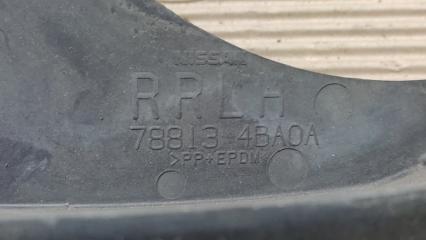 NISSAN
RRLH
78813 4BA0A
>PP+EPDM<